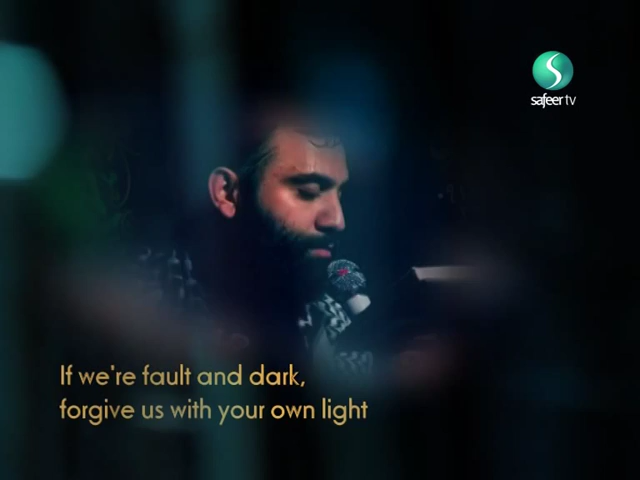 safeer tv
If we're fault and dark,
forgive us with your own light